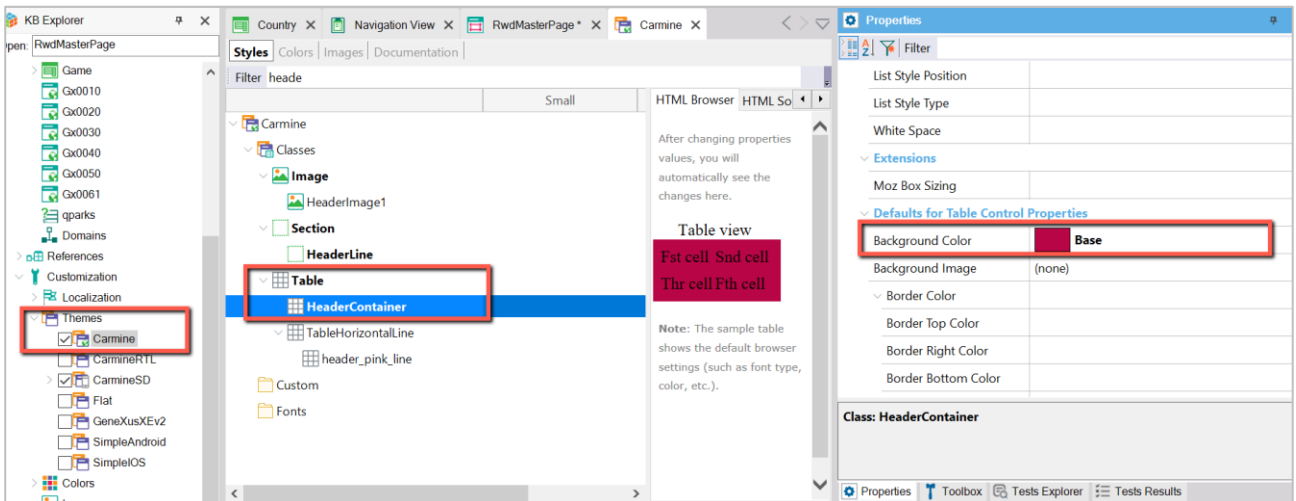 KB Explorer
Open: RwdMasterPage
Game
Gx0010
Gx0020
Gx0030
Gx0040
Gx0050
Gx0061
qparks
Domains
References
Customization
Localization
Themes
Carmine
CarmineRTL
CarmineSD
Flat
GeneXusXEv2
SimpleAndroid
SimpleIOS
Colors
Country
Navigation View
RwdMasterPage *
Carmine
Styles Colors Images Documentation
Filter heade
Small
Carmine
Classes
Image
HeaderImage1
Section
HeaderLine
Table
HeaderContainer
TableHorizontalLine
header_pink_line
Custom
Fonts
HTML Browser HTML So
After changing properties
values, you will
automatically see the
changes here.
Table view
Fst cell Snd cell
Thr cell Fth cell
Note: The sample table
shows the default browser
settings (such as font type,
color, etc.).
Properties
Filter
List Style Position
List Style Type
White Space
Extensions
Moz Box Sizing
Defaults for Table Control Properties
Background Color Base
Background Image (none)
Border Color
Border Top Color
Border Right Color
Border Bottom Color
Class: HeaderContainer
Properties Toolbox Tests Explorer Tests Results